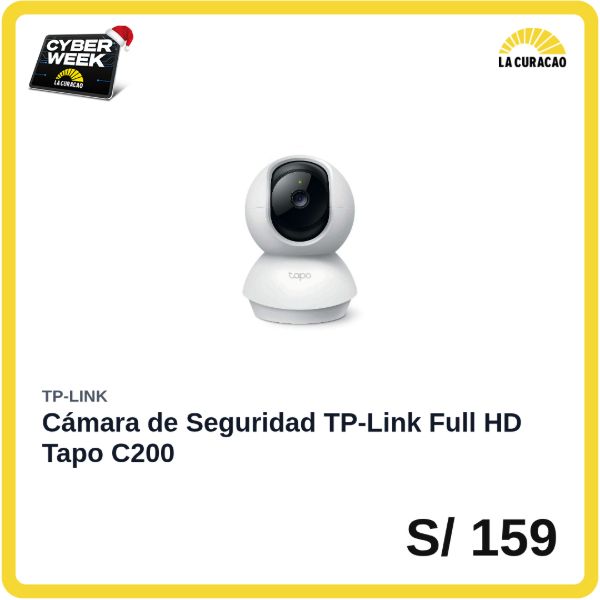 CYBER
WEEK
LA CURACAO
LA CURACAO
tapo
TP-LINK
Cámara de Seguridad TP-Link Full HD
Tapo C200
S/ 159